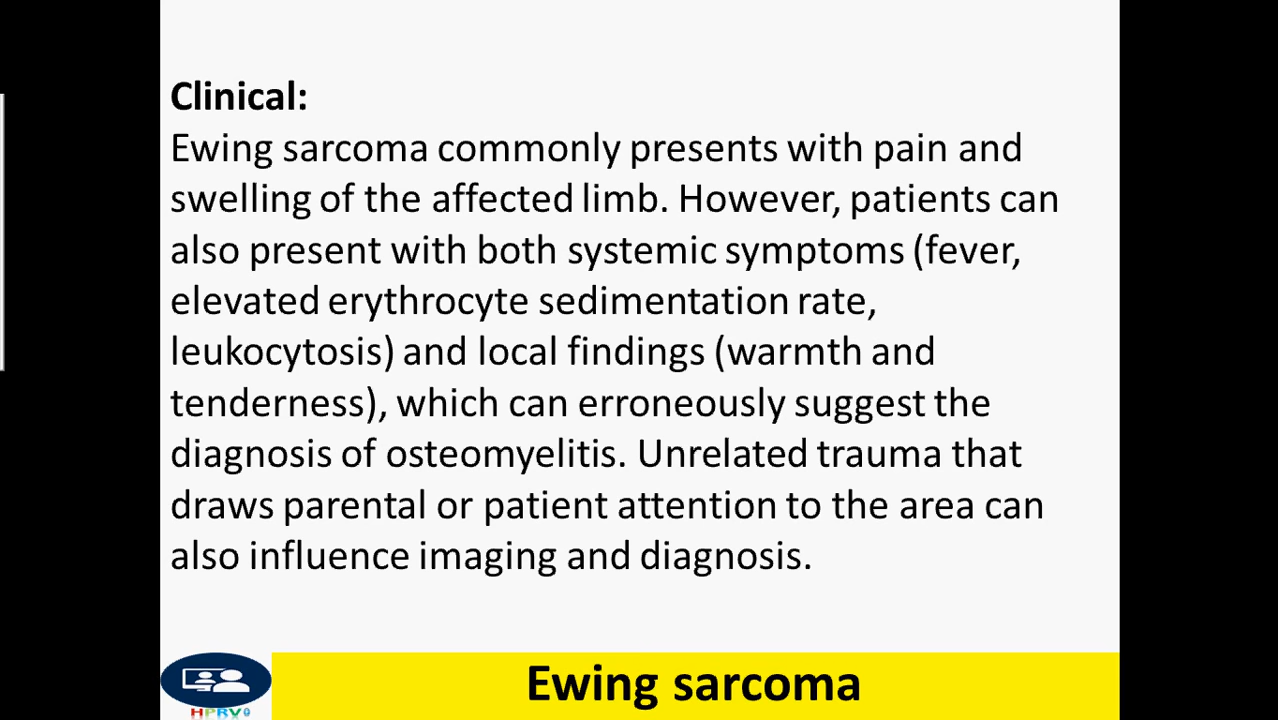 Clinical:
Ewing sarcoma commonly presents with pain and
swelling of the affected limb. However, patients can
also present with both systemic symptoms (fever,
elevated erythrocyte sedimentation rate,
leukocytosis) and local findings (warmth and
tenderness), which can erroneously suggest the
diagnosis of osteomyelitis. Unrelated trauma that
draws parental or patient attention to the area can
also influence imaging and diagnosis.
Ewing sarcoma
HPRV